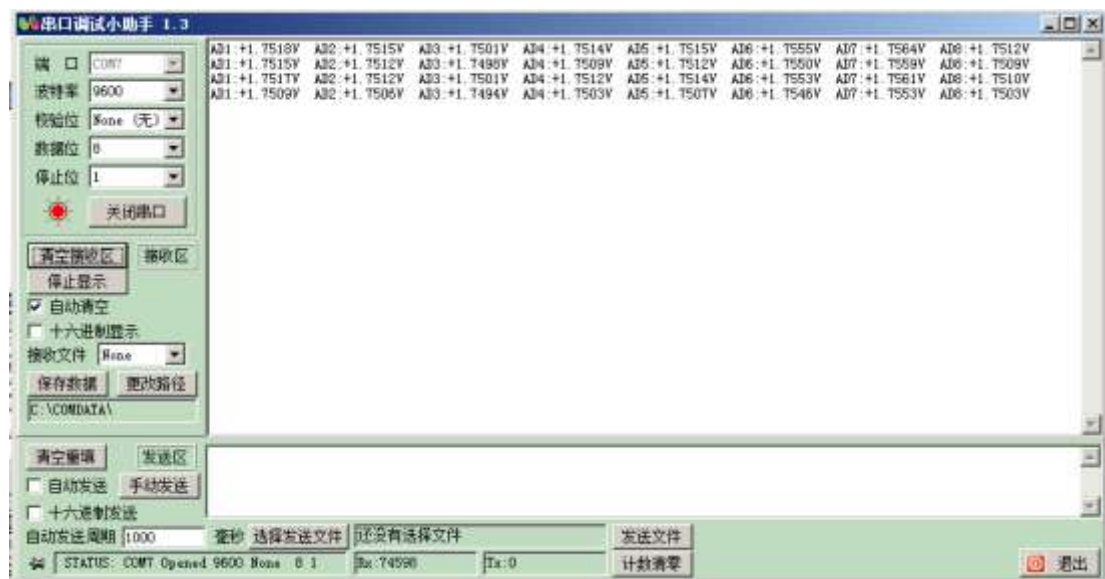 串口调试小助手 1.3
端 口 COM7
波特率 9600
校验位 None (无)
数据位 8
停止位 1
关闭串口
清空接收区 接收区
停止显示
自动清空
十六进制显示
接收文件 None
保存数据 更改路径
C:\COMDATA\
AD1:+1.7518V AD2:+1.7515V AD3:+1.7501V AD4:+1.7514V AD5:+1.7515V AD6:+1.7555V AD7:+1.7564V AD8:+1.7512V
AD1:+1.7515V AD2:+1.7512V AD3:+1.7498V AD4:+1.7509V AD5:+1.7512V AD6:+1.7550V AD7:+1.7559V AD8:+1.7509V
AD1:+1.7517V AD2:+1.7512V AD3:+1.7501V AD4:+1.7512V AD5:+1.7514V AD6:+1.7553V AD7:+1.7561V AD8:+1.7510V
AD1:+1.7509V AD2:+1.7506V AD3:+1.7494V AD4:+1.7503V AD5:+1.7507V AD6:+1.7546V AD7:+1.7553V AD8:+1.7503V
清空重填 发送区
自动发送 手动发送
十六进制发送
自动发送周期 1000 毫秒 选择发送文件 还没有选择文件 发送文件
STATUS: COM7 Opened 9600 None 8 1 Rx:74598 Tx:0 计数清零 退出